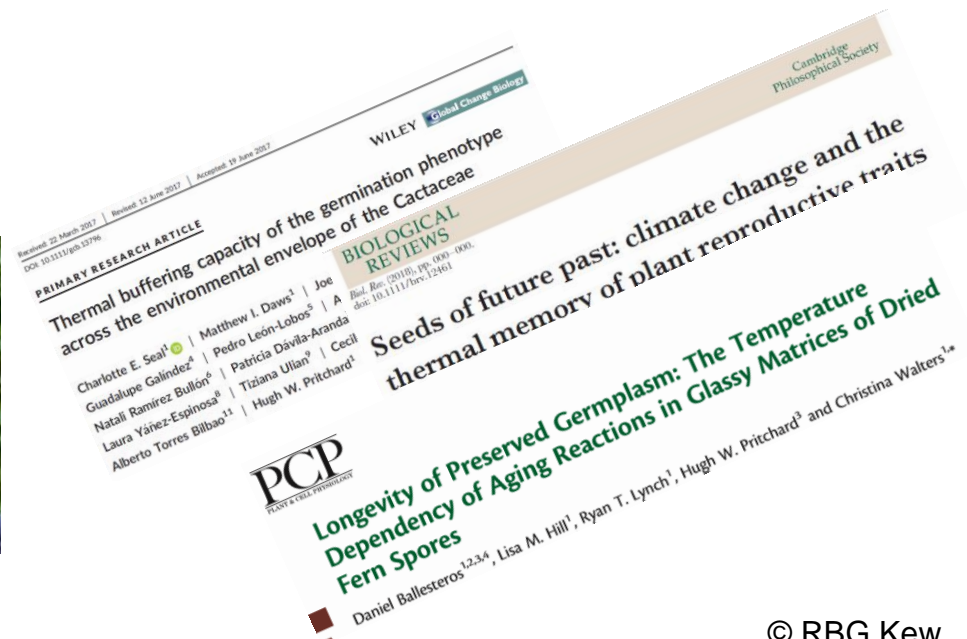 Received: 22 March 2017 | Revised: 12 June 2017 | Accepted: 19 June 2017
DOI: 10.1111/gcb.13796
WILEY Global Change Biology
PRIMARY RESEARCH ARTICLE
Thermal buffering capacity of the germination phenotype
across the environmental envelope of the Cactaceae
Charlotte E. Seal¹ | Matthew I. Daws¹ | Joe
Guadalupe Galíndez⁴ | Pedro León-Lobos⁵ | A
Natali Ramírez Bullón⁶ | Patricia Dávila-Aranda
Laura Yáñez-Espinosa⁸ | Tiziana Ulian⁹ | Cecil
Alberto Torres Bilbao¹¹ | Hugh W. Pritchard¹
Cambridge
Philosophical Society
BIOLOGICAL
REVIEWS
Biol. Rev. (2018), pp. 000–000.
doi: 10.1111/brv.12461
Seeds of future past: climate change and the
thermal memory of plant reproductive traits
PCP
PLANT & CELL PHYSIOLOGY
Longevity of Preserved Germplasm: The Temperature
Dependency of Aging Reactions in Glassy Matrices of Dried
Fern Spores
Daniel Ballesteros¹,²,³,⁴, Lisa M. Hill¹, Ryan T. Lynch¹, Hugh W. Pritchard³ and Christina Walters¹,*
© RBG Kew